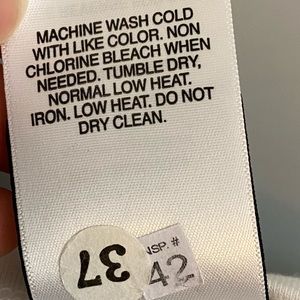 MACHINE WASH COLD
WITH LIKE COLOR. NON
CHLORINE BLEACH WHEN
NEEDED. TUMBLE DRY,
NORMAL LOW HEAT.
IRON. LOW HEAT. DO NOT
DRY CLEAN.
37
NSP. #
42